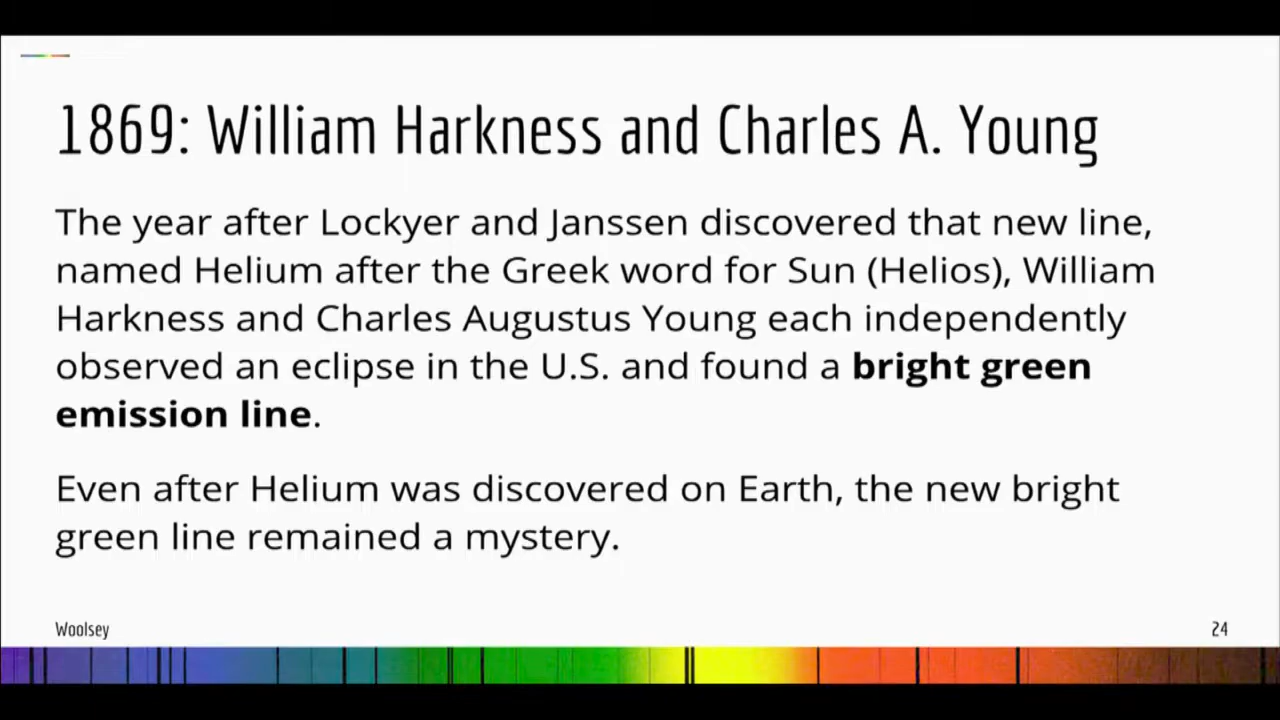 1869: William Harkness and Charles A. Young
The year after Lockyer and Janssen discovered that new line,
named Helium after the Greek word for Sun (Helios), William
Harkness and Charles Augustus Young each independently
observed an eclipse in the U.S. and found a bright green
emission line.
Even after Helium was discovered on Earth, the new bright
green line remained a mystery.
Woolsey
24